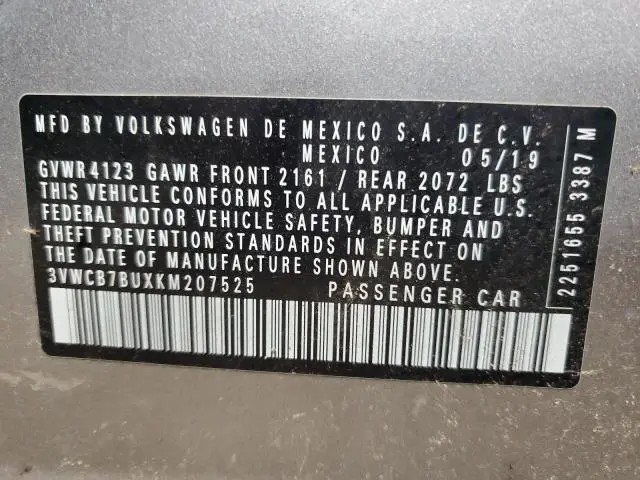 MFD BY VOLKSWAGEN DE MEXICO S.A. DE C.V.
MEXICO 05/19
GVWR 4123 GAWR FRONT 2161 / REAR 2072 LBS
THIS VEHICLE CONFORMS TO ALL APPLICABLE U.S.
FEDERAL MOTOR VEHICLE SAFETY, BUMPER AND
THEFT PREVENTION STANDARDS IN EFFECT ON
THE DATE OF MANUFACTURE SHOWN ABOVE.
3VWCB7BUXKM207525 PASSENGER CAR
2251655 3387 M